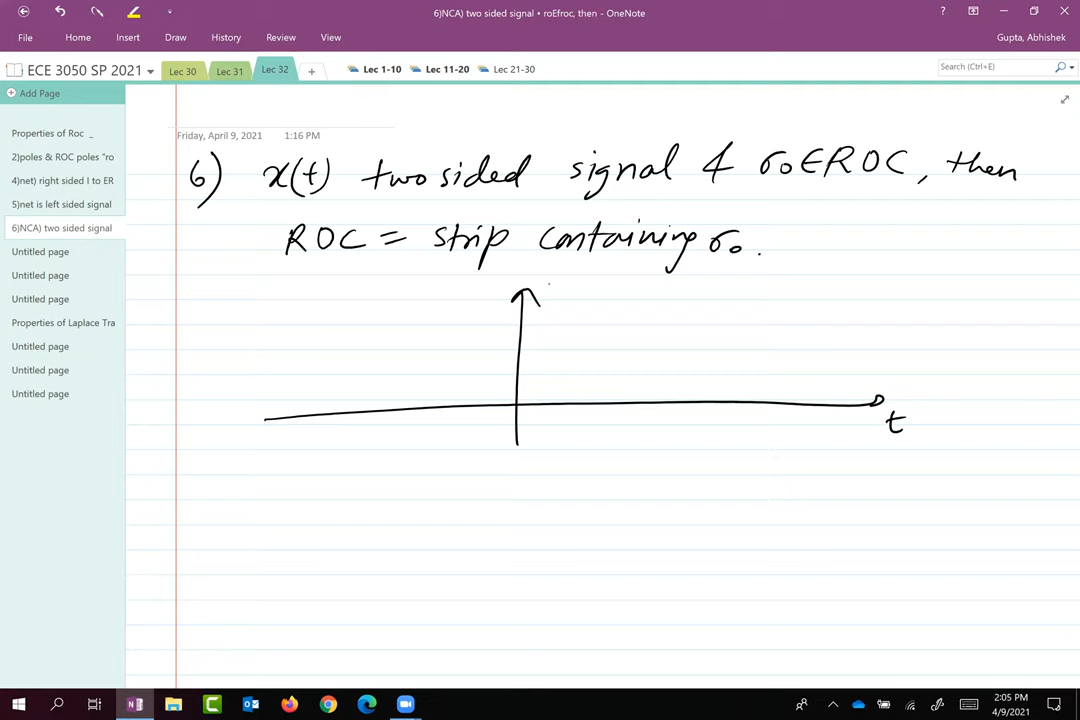 6)NCA) two sided signal • roEfroc, then - OneNote
File Home Insert Draw History Review View
Gupta, Abhishek
ECE 3050 SP 2021
Lec 30 Lec 31 Lec 32 Lec 1-10 Lec 11-20 Lec 21-30
Search (Ctrl+E)
Add Page
Properties of Roc _
2)poles & ROC poles "ro
4)net) right sided I to ER
5)net is left sided signal
6)NCA) two sided signal
Untitled page
Untitled page
Untitled page
Properties of Laplace Tra
Untitled page
Untitled page
Untitled page
Friday, April 9, 2021 1:16 PM
6) x(t) two sided signal & σ0 ∈ ROC, then
ROC = strip containing σ0.
t
2:05 PM
4/9/2021